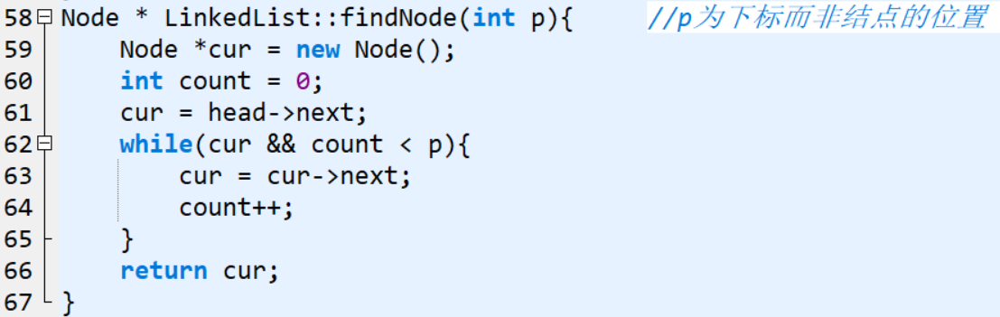 58 Node * LinkedList::findNode(int p){ //p为下标而非结点的位置
59 Node *cur = new Node();
60 int count = 0;
61 cur = head->next;
62 while(cur && count < p){
63 cur = cur->next;
64 count++;
65 }
66 return cur;
67 }